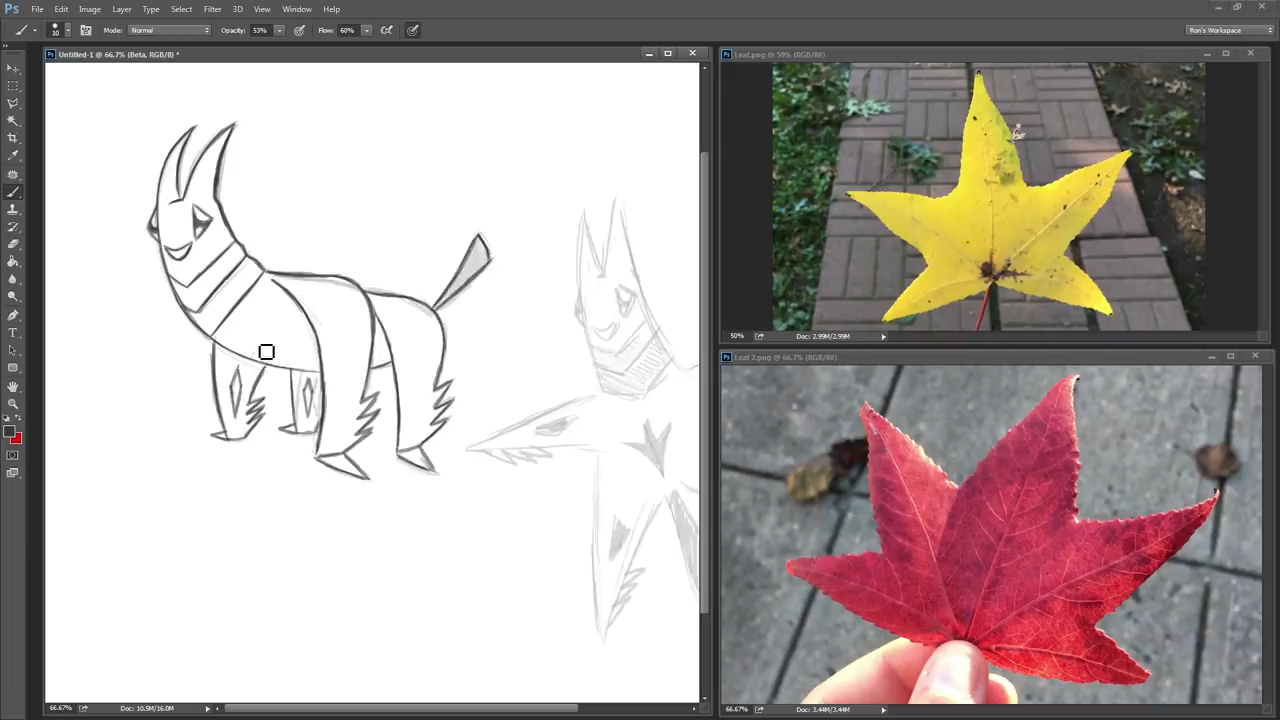 Ps File Edit Image Layer Type Select Filter 3D View Window Help
10 Mode: Normal Opacity: 53% Flow: 60% Ron's Workspace
Untitled-1 @ 66.7% (Beta, RGB/8) *
Ps Leaf.png @ 50% (RGB/8#)
50% Doc: 2.99M/2.99M
Ps Leaf 2.png @ 66.7% (RGB/8#)
66.67% Doc: 10.5M/16.0M
66.67% Doc: 3.44M/3.44M